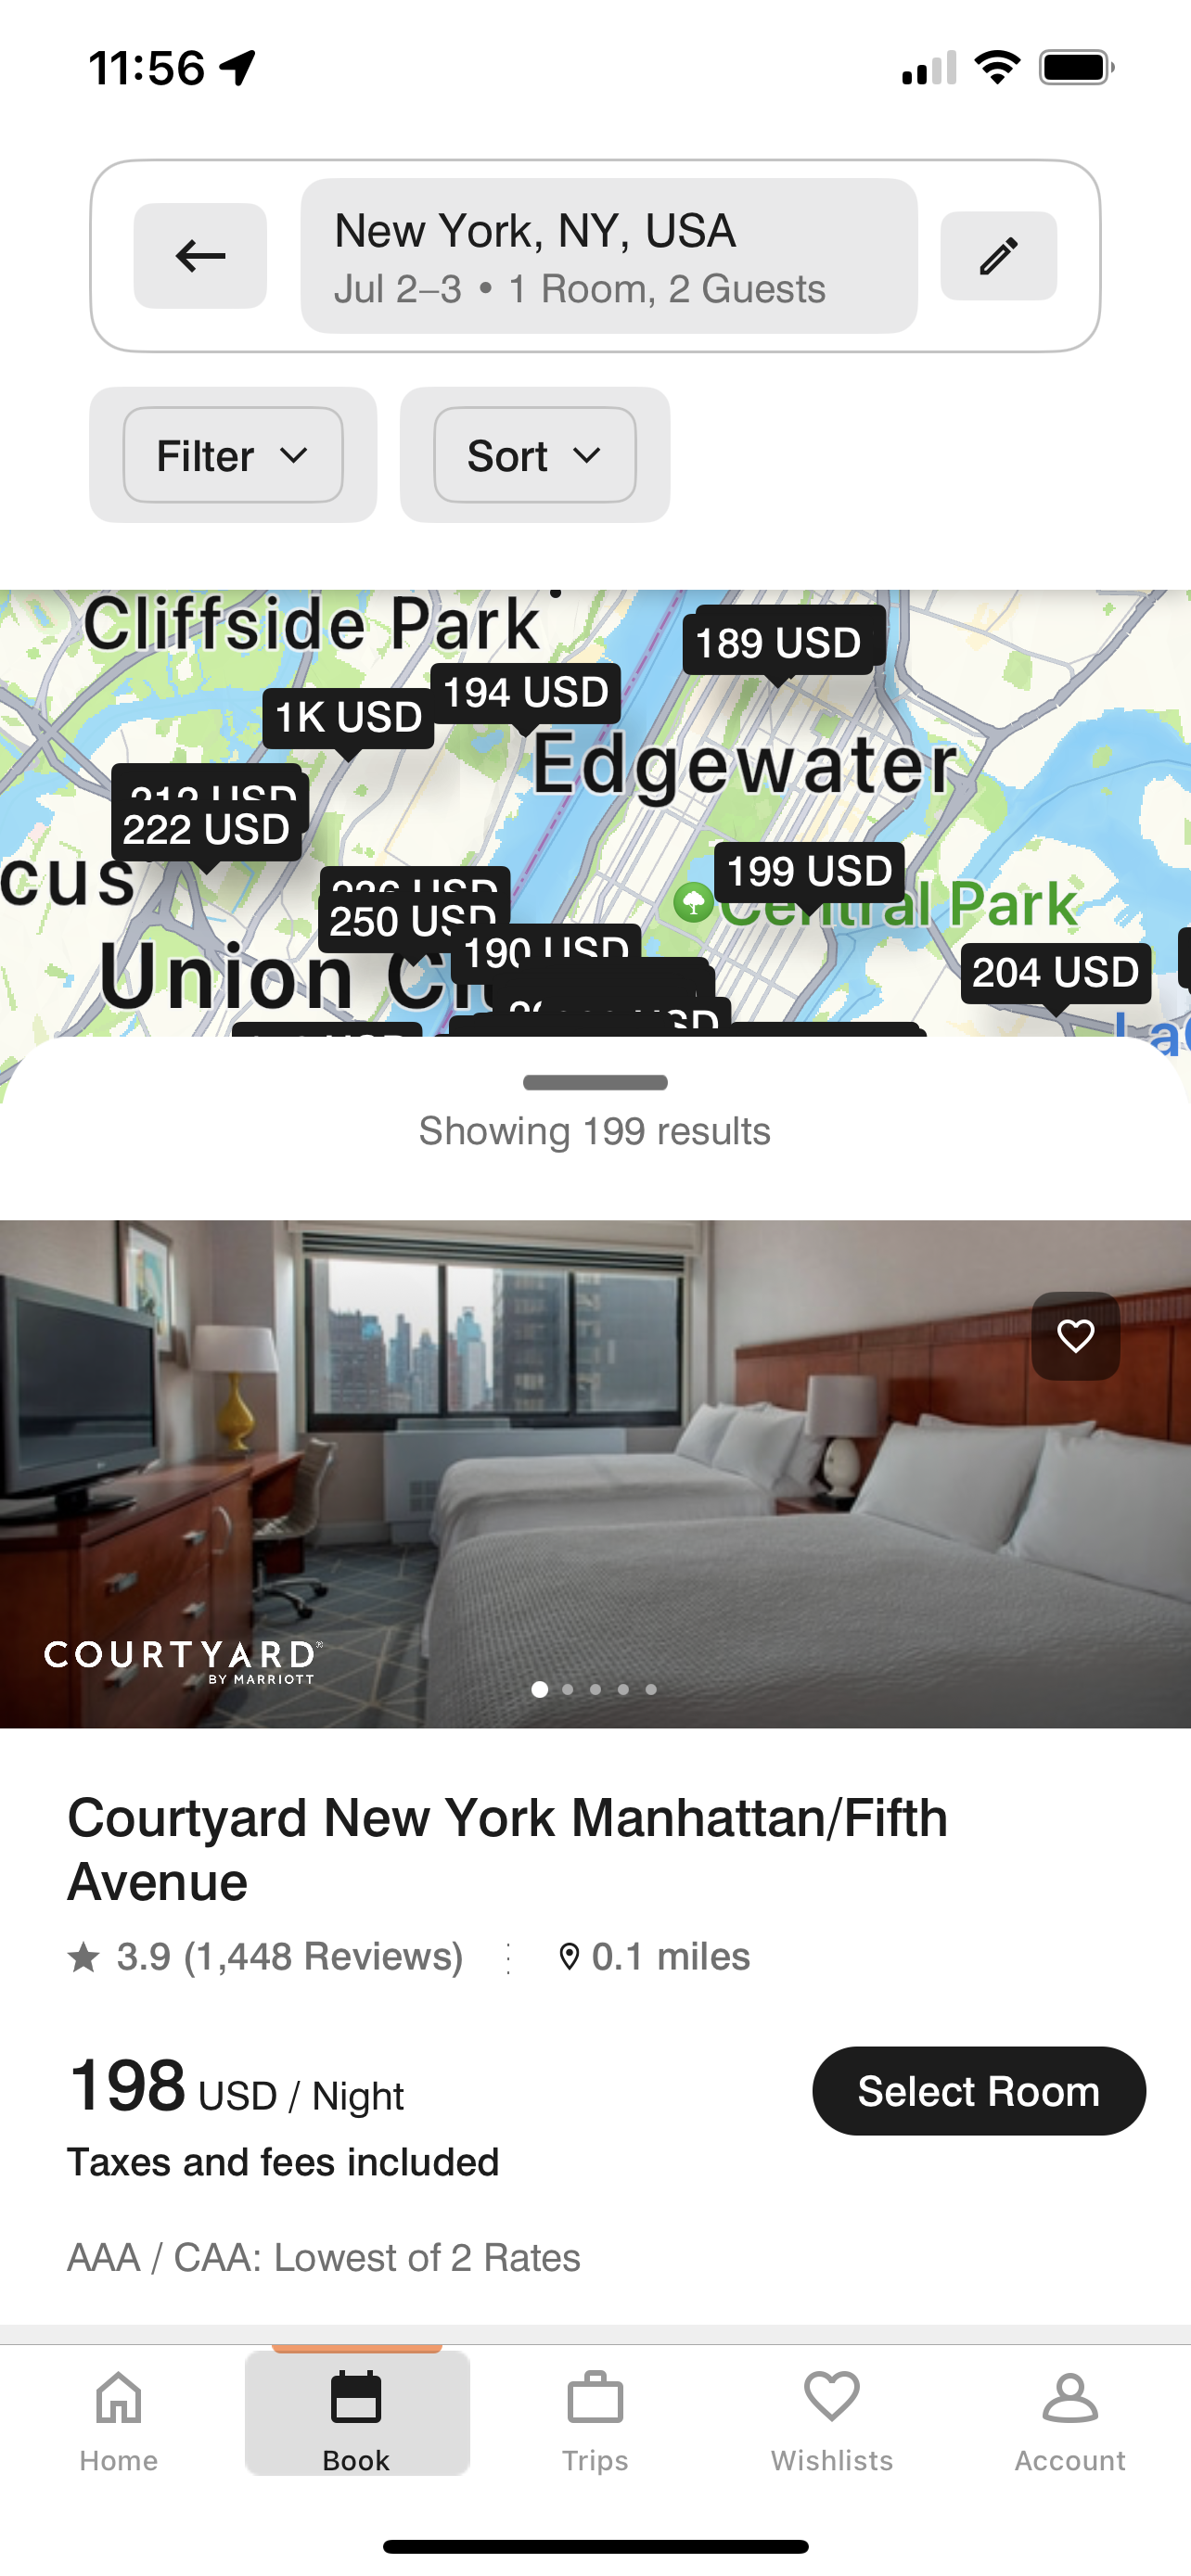 11:56
New York, NY, USA
Jul 2–3 • 1 Room, 2 Guests
Filter
Sort
Cliffside Park
189 USD
194 USD
1K USD
Edgewater
222 USD
199 USD
cus
Central Park
250 USD
190 USD
Union
204 USD
Showing 199 results
COURTYARD®
BY MARRIOTT
Courtyard New York Manhattan/Fifth
Avenue
3.9 (1,448 Reviews)
0.1 miles
198 USD / Night
Select Room
Taxes and fees included
AAA / CAA: Lowest of 2 Rates
Home
Book
Trips
Wishlists
Account